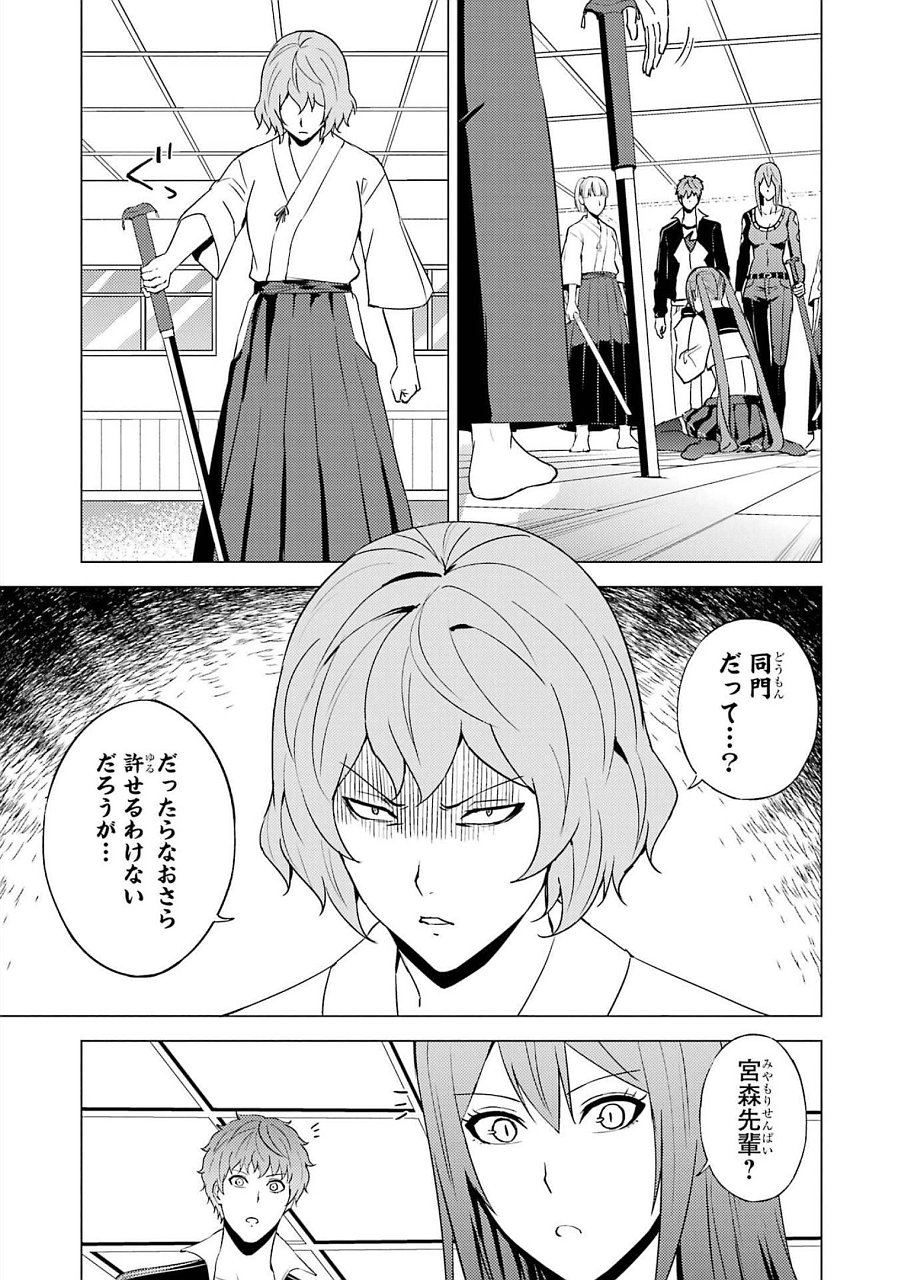 ぐっ
同門
だって…？
だったらなおさら
許せるわけない
だろうが…
宮森先輩？